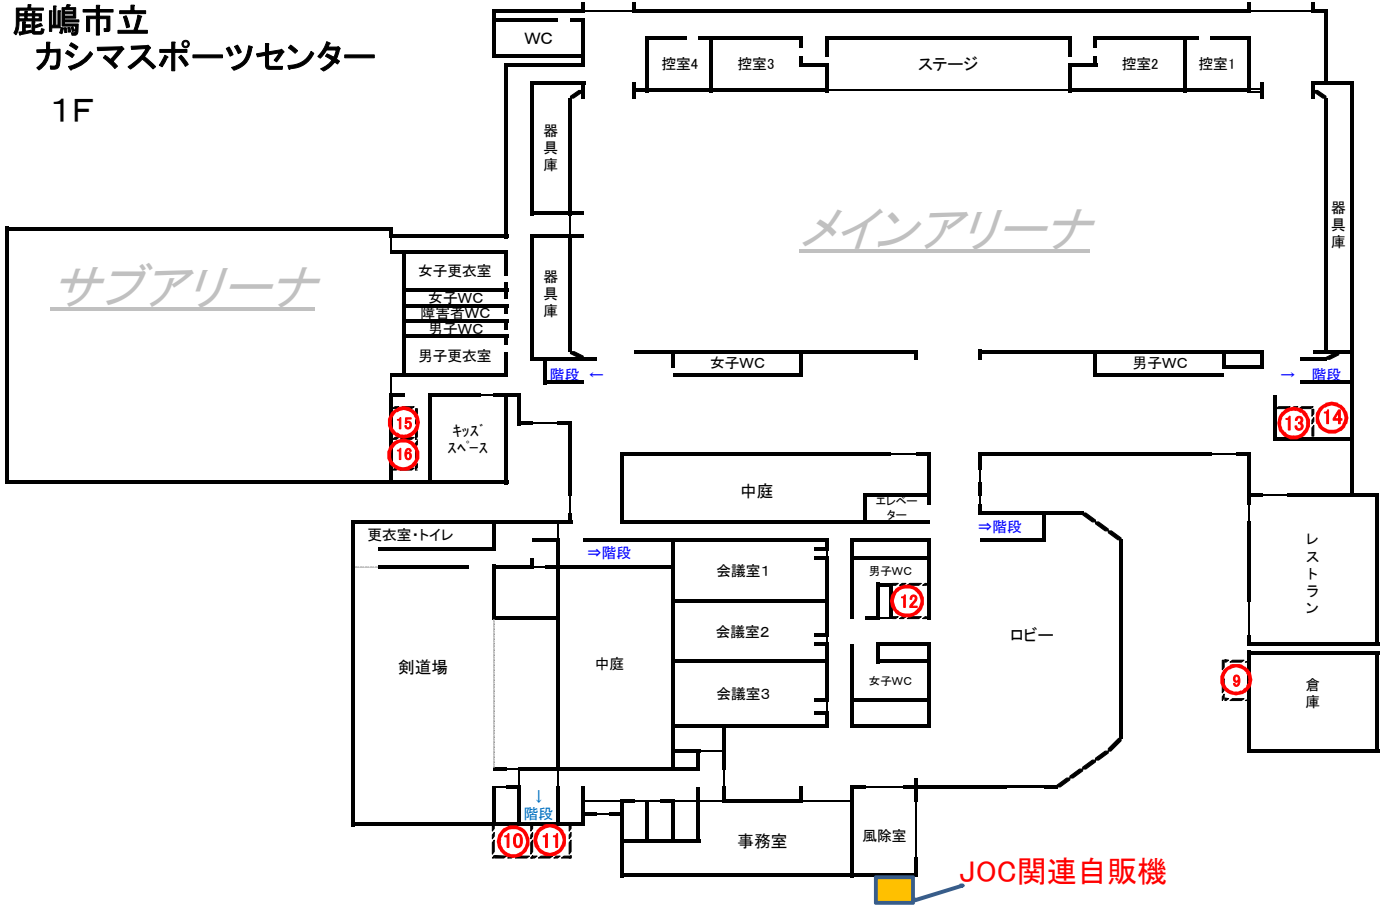 鹿嶋市立
カシマスポーツセンター
1F
WC
控室4
控室3
ステージ
控室2
控室1
器具庫
器具庫
器具庫
メインアリーナ
サブアリーナ
女子更衣室
女子WC
障害者WC
男子WC
男子更衣室
階段 ←
女子WC
男子WC
→ 階段
15
16
キッズ
スペース
13
14
中庭
エレベー
ター
⇒階段
更衣室・トイレ
⇒階段
会議室1
男子WC
12
レストラン
会議室2
ロビー
剣道場
中庭
会議室3
女子WC
9
倉庫
↓
階段
10
11
事務室
風除室
JOC関連自販機